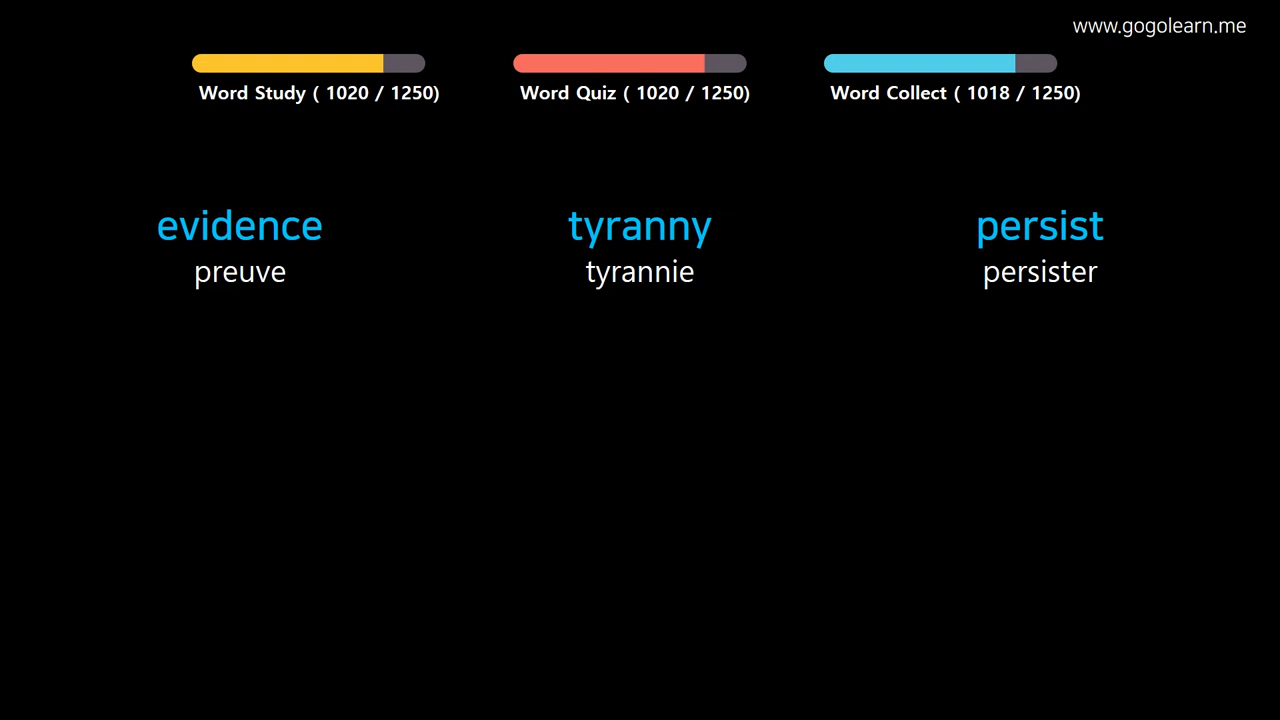 www.gogolearn.me
Word Study ( 1020 / 1250)
Word Quiz ( 1020 / 1250)
Word Collect ( 1018 / 1250)
evidence
preuve
tyranny
tyrannie
persist
persister